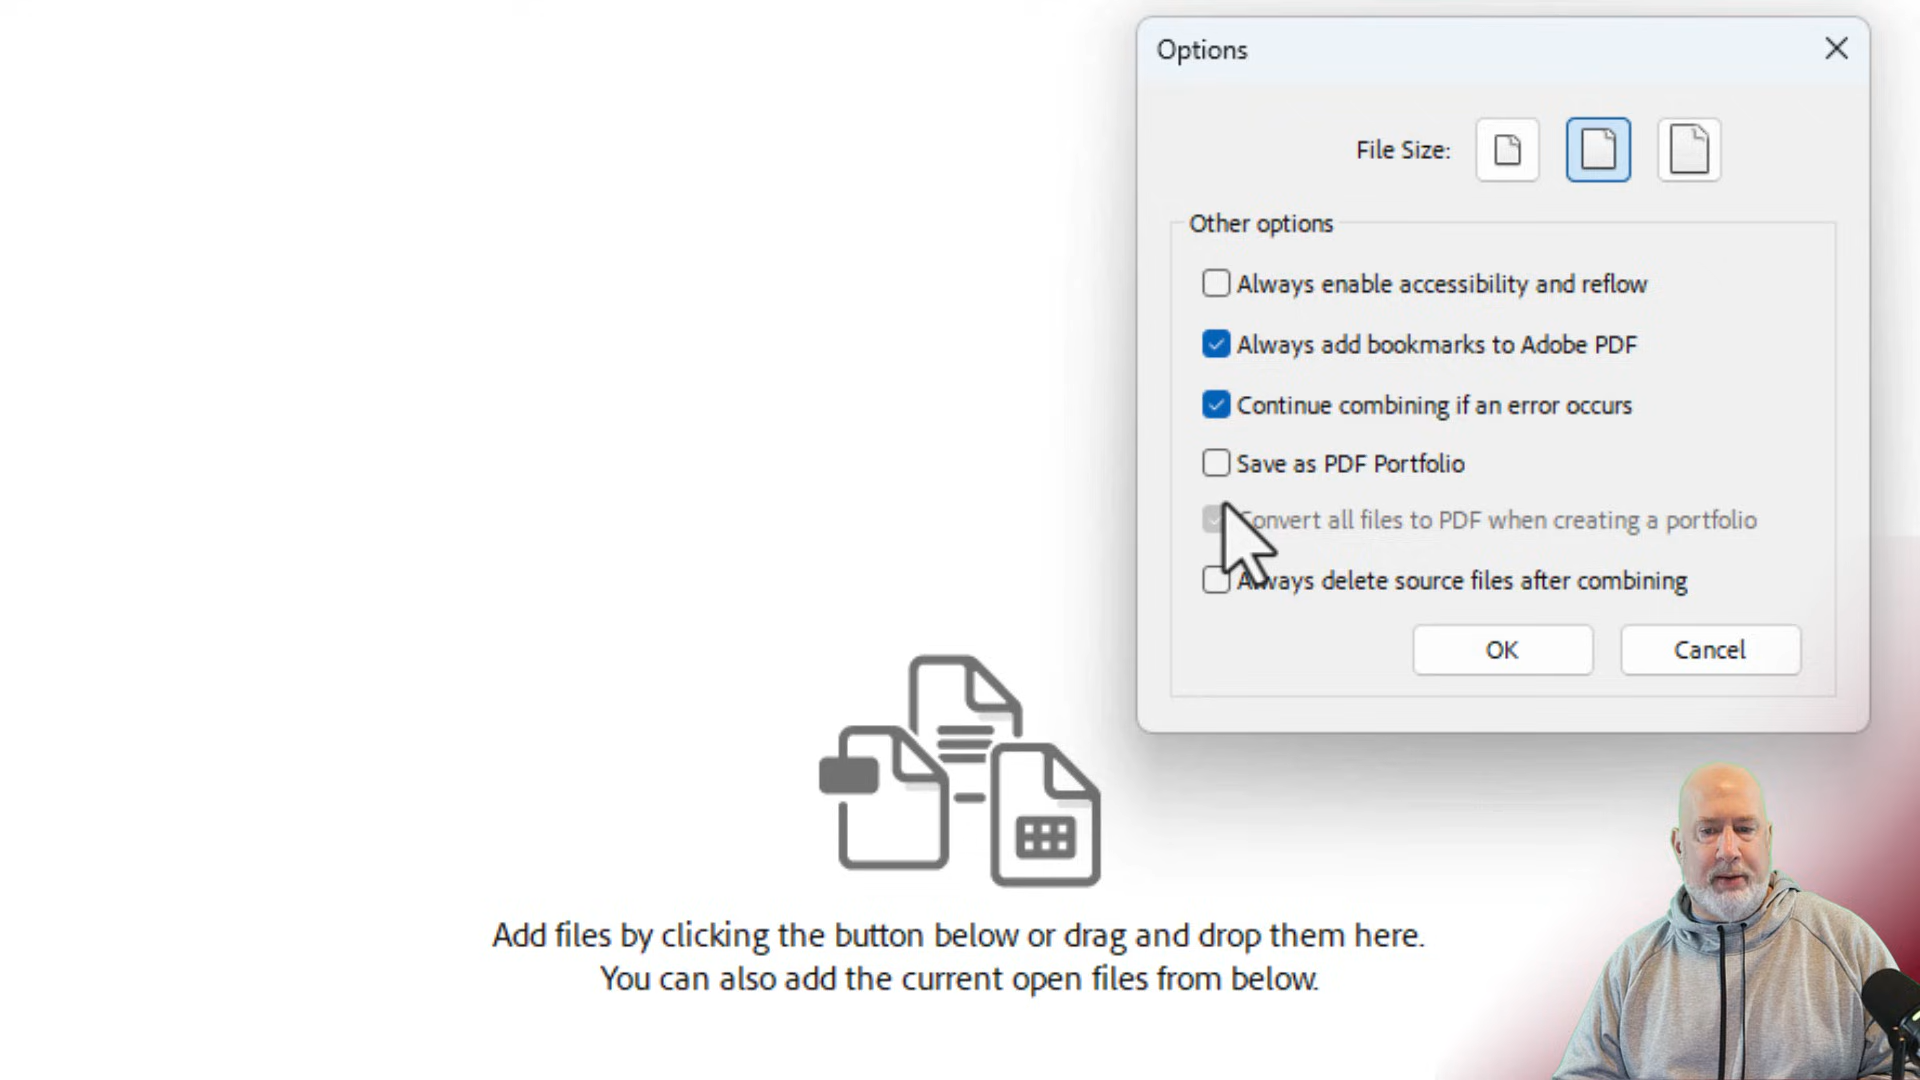 Options
File Size:
Other options
Always enable accessibility and reflow
Always add bookmarks to Adobe PDF
Continue combining if an error occurs
Save as PDF Portfolio
Convert all files to PDF when creating a portfolio
Always delete source files after combining
OK
Cancel
Add files by clicking the button below or drag and drop them here.
You can also add the current open files from below.